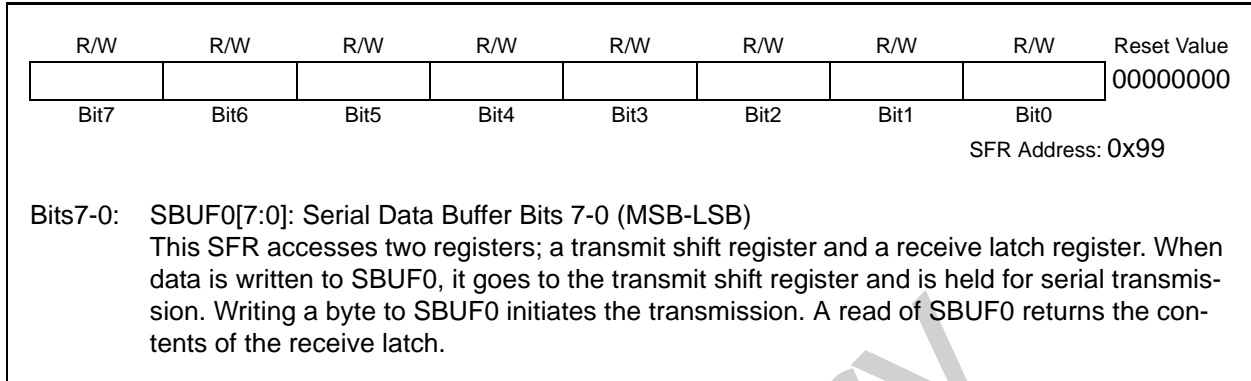 R/W R/W R/W R/W R/W R/W R/W R/W Reset Value
00000000
Bit7 Bit6 Bit5 Bit4 Bit3 Bit2 Bit1 Bit0
SFR Address: 0x99
Bits7-0: SBUF0[7:0]: Serial Data Buffer Bits 7-0 (MSB-LSB)
This SFR accesses two registers; a transmit shift register and a receive latch register. When
data is written to SBUF0, it goes to the transmit shift register and is held for serial transmis-
sion. Writing a byte to SBUF0 initiates the transmission. A read of SBUF0 returns the con-
tents of the receive latch.